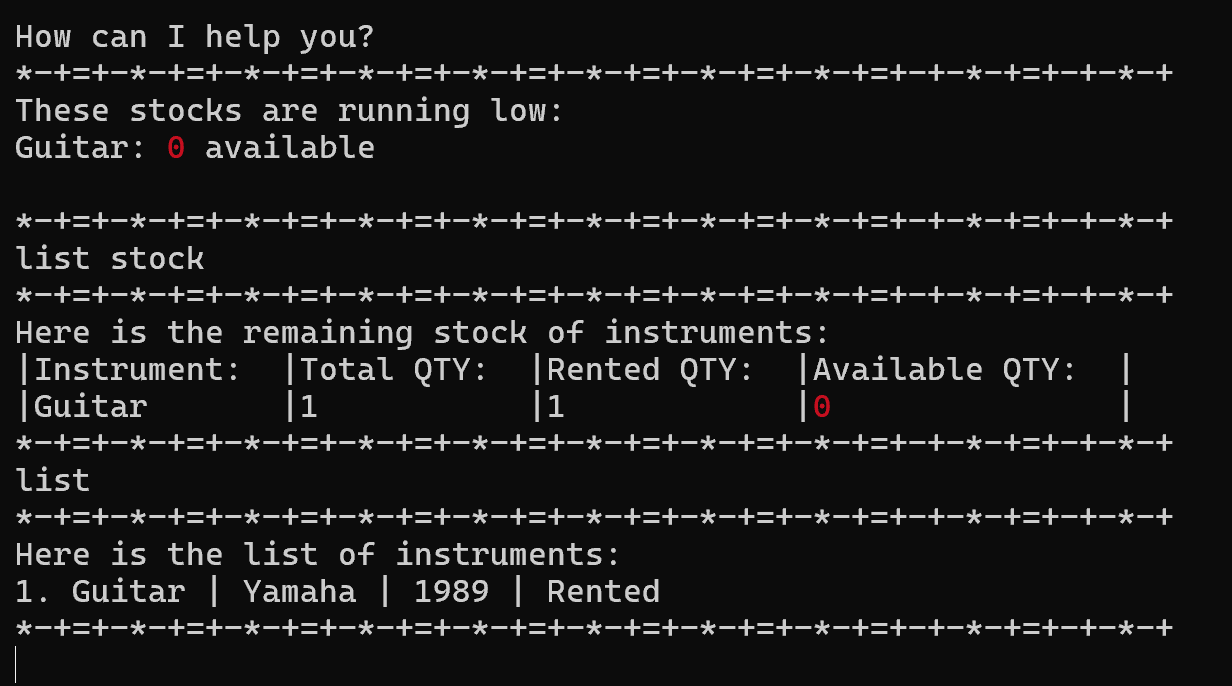 How can I help you?
*-+=+-*-+=+-*-+=+-*-+=+-*-+=+-*-+=+-*-+=+-*-+=+-+-*-+=+-+-*-+
These stocks are running low:
Guitar: 0 available
*-+=+-*-+=+-*-+=+-*-+=+-*-+=+-*-+=+-*-+=+-*-+=+-+-*-+=+-+-*-+
list stock
*-+=+-*-+=+-*-+=+-*-+=+-*-+=+-*-+=+-*-+=+-*-+=+-+-*-+=+-+-*-+
Here is the remaining stock of instruments:
|Instrument:  |Total QTY:  |Rented QTY:  |Available QTY:  |
|Guitar       |1           |1            |0               |
*-+=+-*-+=+-*-+=+-*-+=+-*-+=+-*-+=+-*-+=+-*-+=+-+-*-+=+-+-*-+
list
*-+=+-*-+=+-*-+=+-*-+=+-*-+=+-*-+=+-*-+=+-*-+=+-+-*-+=+-+-*-+
Here is the list of instruments:
1. Guitar | Yamaha | 1989 | Rented
*-+=+-*-+=+-*-+=+-*-+=+-*-+=+-*-+=+-*-+=+-*-+=+-+-*-+=+-+-*-+